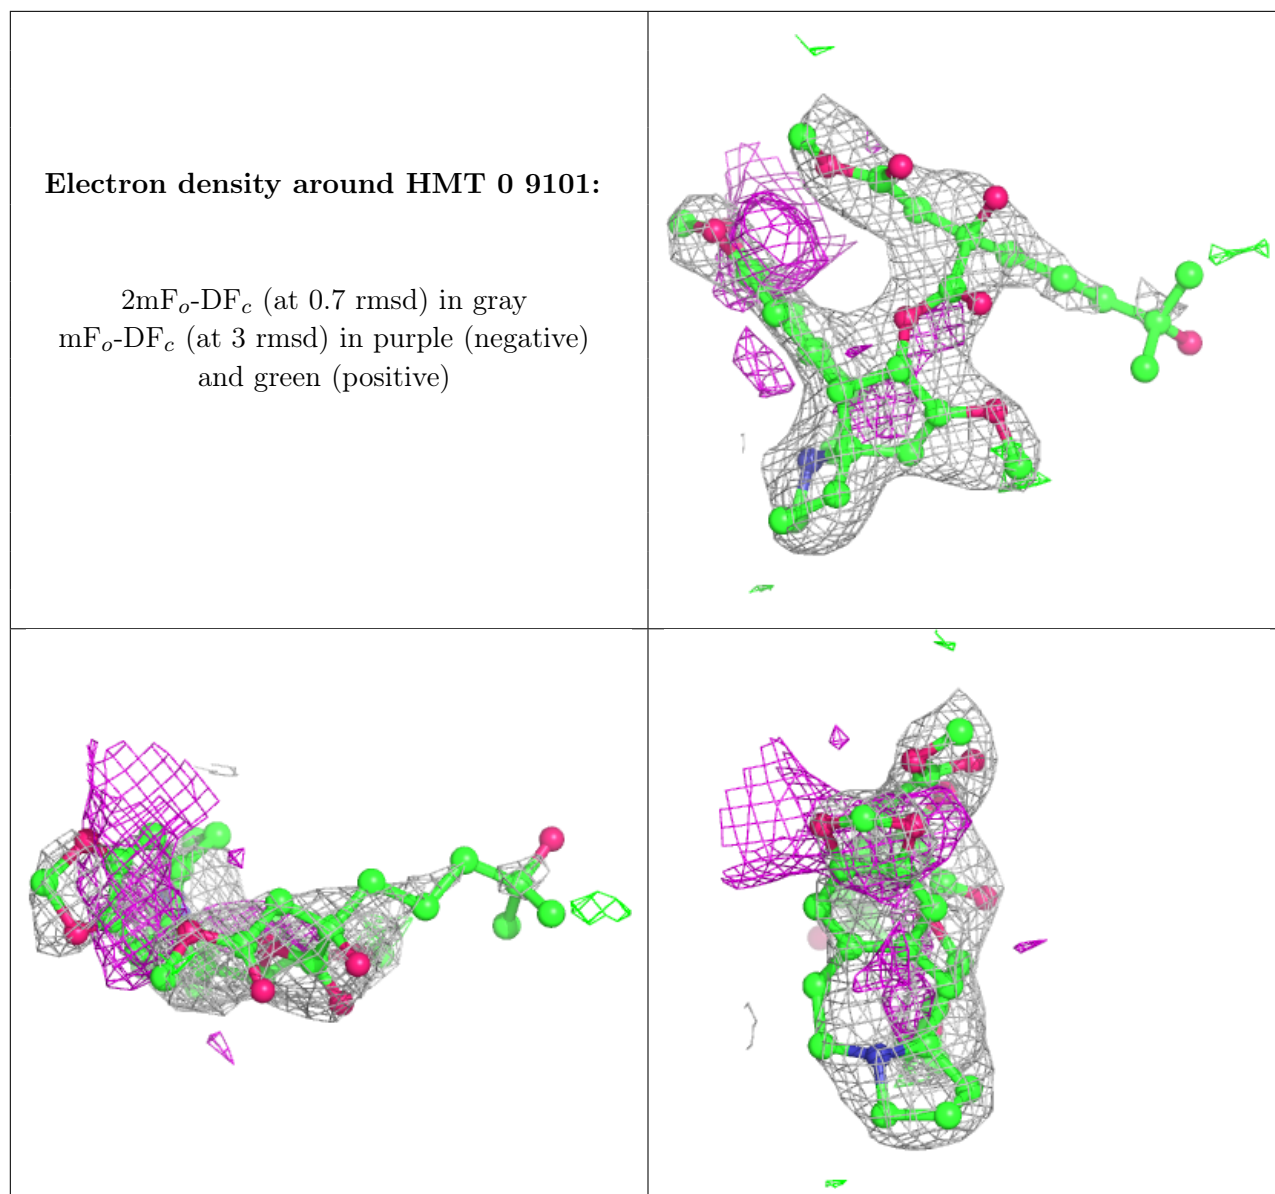 Electron density around HMT 0 9101:
2mFo-DFc (at 0.7 rmsd) in gray
mFo-DFc (at 3 rmsd) in purple (negative)
and green (positive)